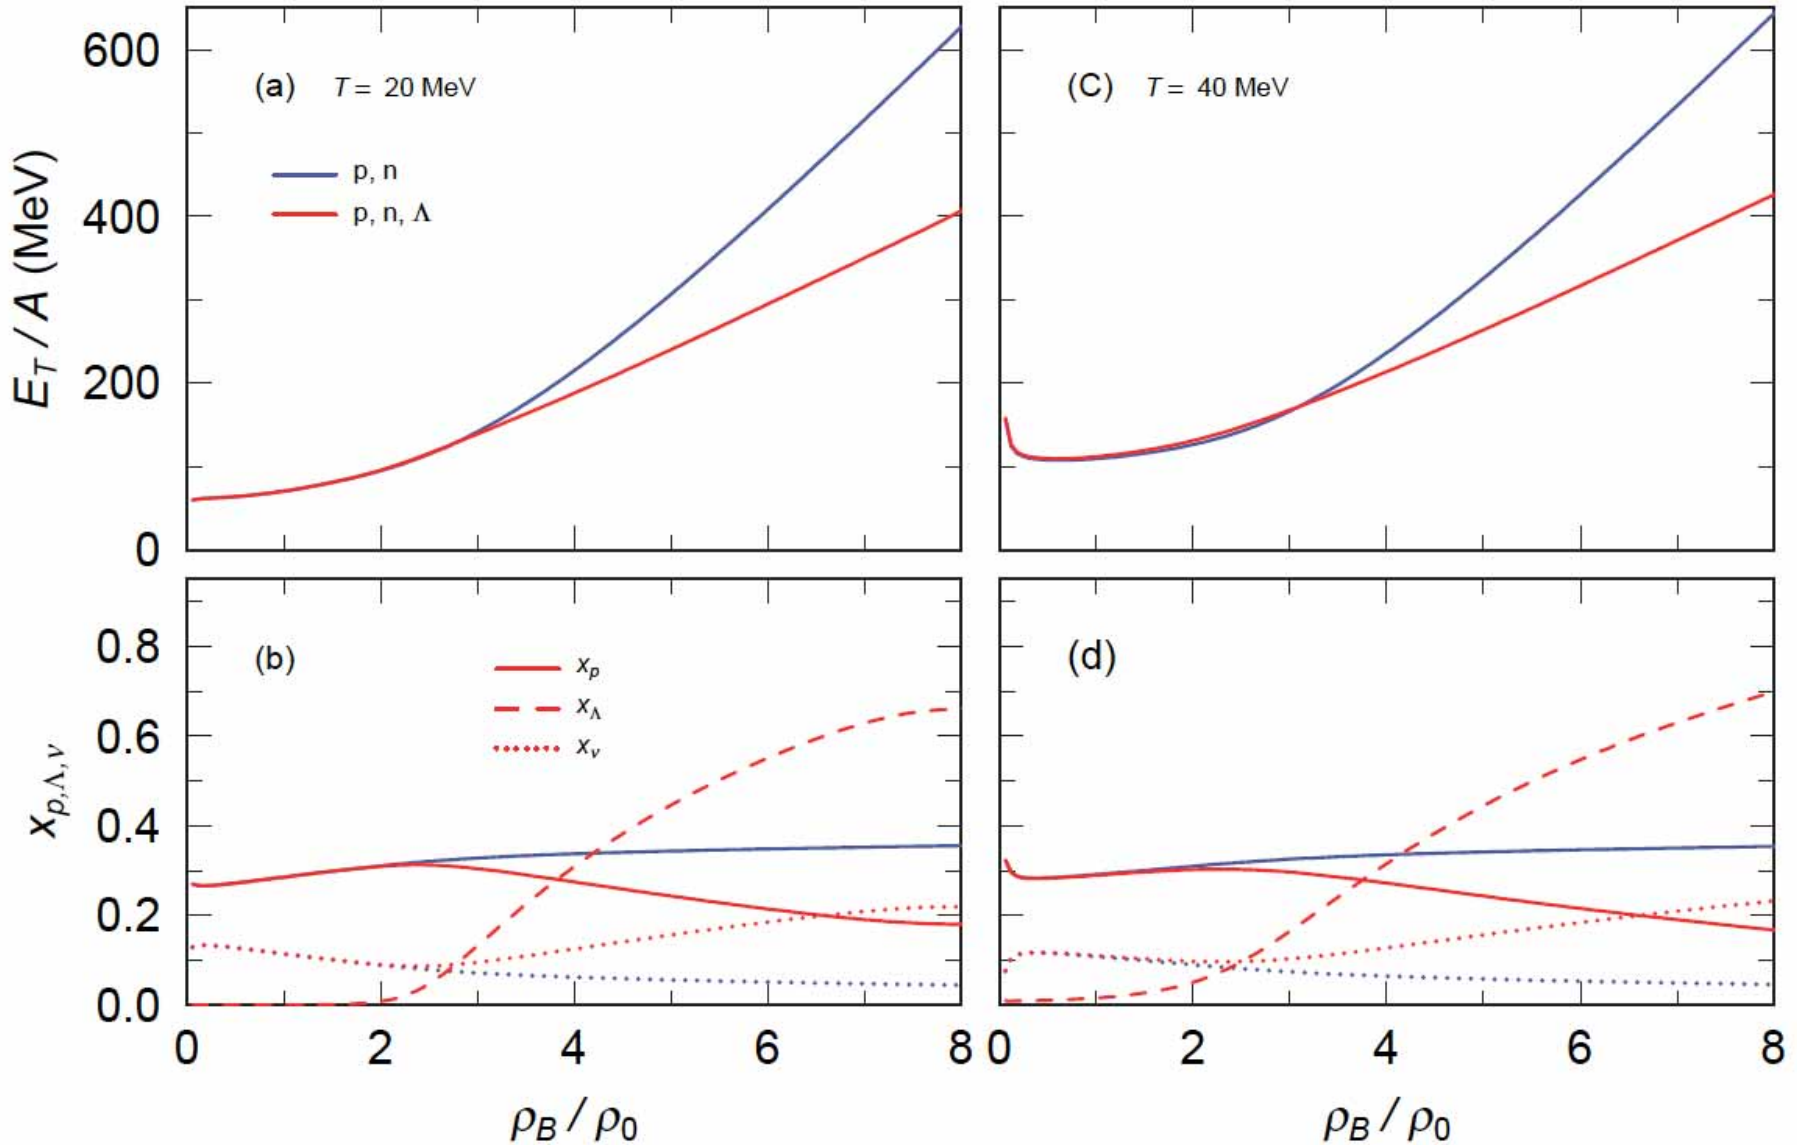 (a) T = 20 MeV
p, n
p, n, Λ
E_T / A (MeV)
600
400
200
0
(C) T = 40 MeV
(b)
x_p
x_Λ
x_ν
x_{p,Λ,ν}
0.8
0.6
0.4
0.2
0.0
0 2 4 6 8
ρ_B / ρ_0
(d)
0 2 4 6 8
ρ_B / ρ_0